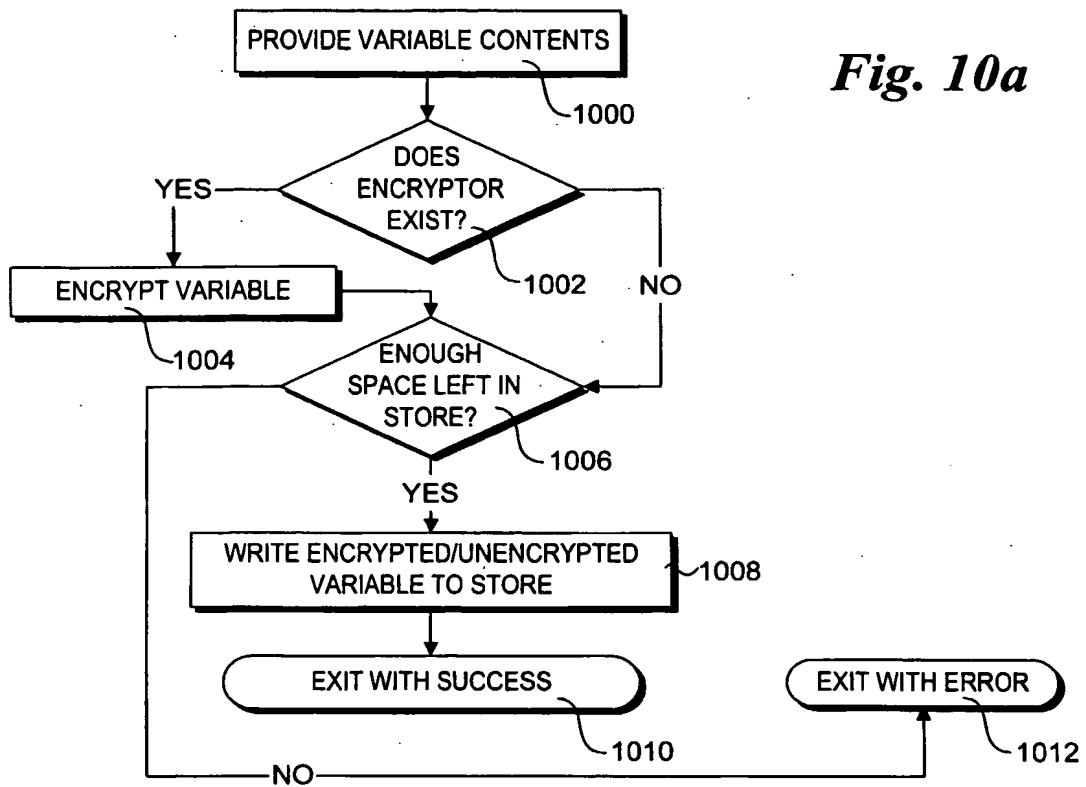 PROVIDE VARIABLE CONTENTS
Fig. 10a
1000
DOES
ENCRYPTOR
EXIST?
YES
1002
NO
ENCRYPT VARIABLE
1004
ENOUGH
SPACE LEFT IN
STORE?
1006
YES
WRITE ENCRYPTED/UNENCRYPTED
VARIABLE TO STORE
1008
EXIT WITH SUCCESS
1010
EXIT WITH ERROR
1012
NO